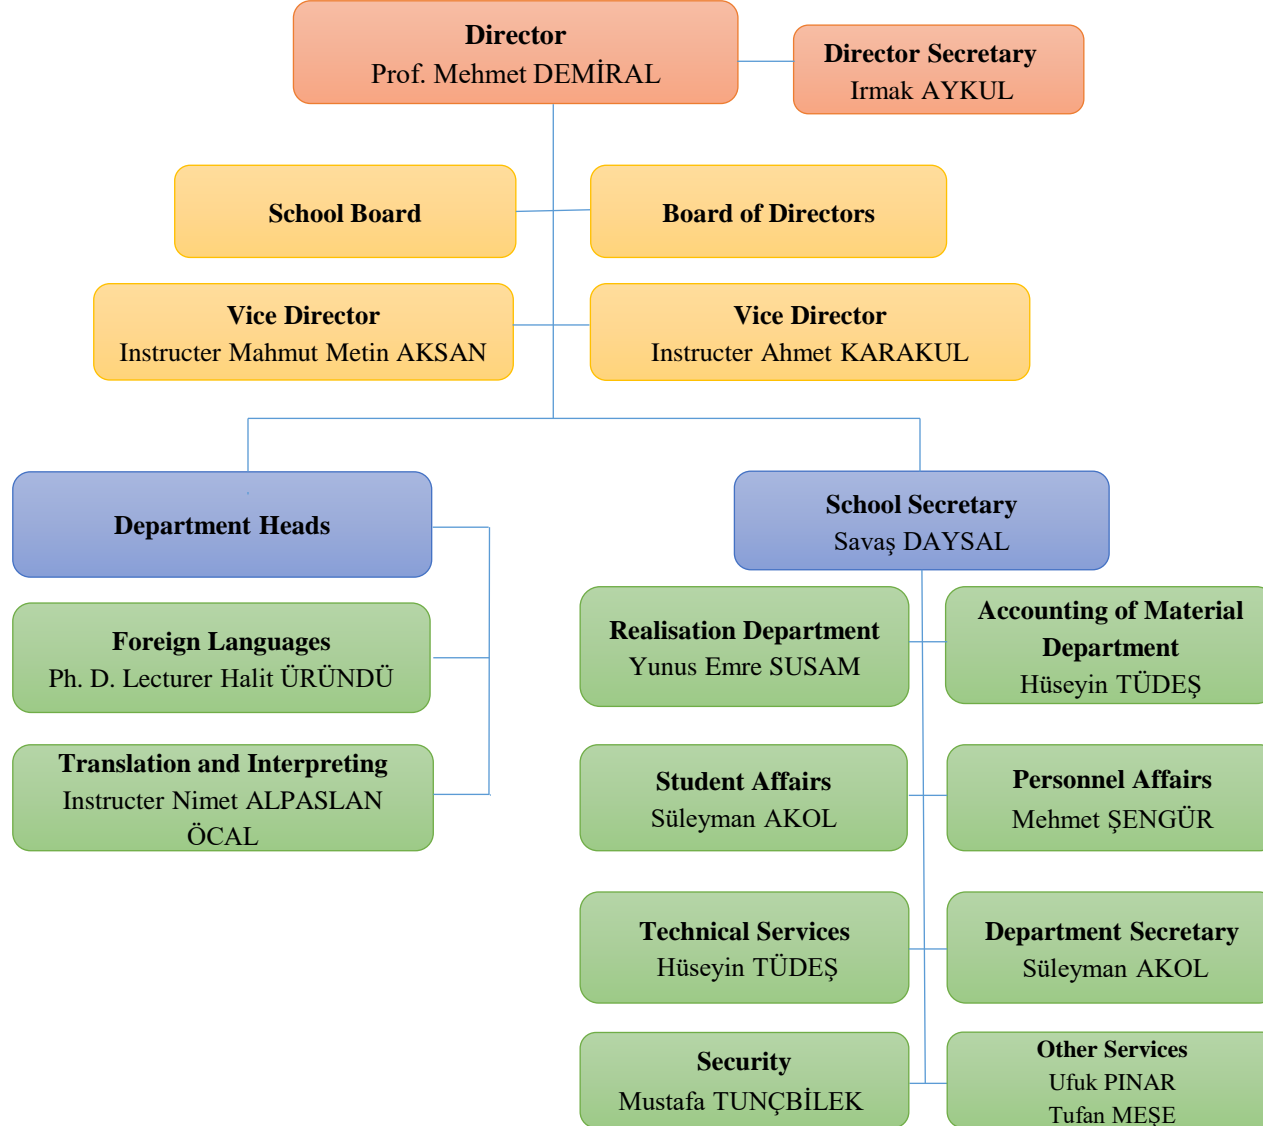 Director
Prof. Mehmet DEMİRAL
Director Secretary
Irmak AYKUL
School Board
Board of Directors
Vice Director
Instructer Mahmut Metin AKSAN
Vice Director
Instructer Ahmet KARAKUL
Department Heads
School Secretary
Savaş DAYSAL
Foreign Languages
Ph. D. Lecturer Halit ÜRÜNDÜ
Translation and Interpreting
Instructer Nimet ALPASLAN
ÖCAL
Realisation Department
Yunus Emre SUSAM
Accounting of Material
Department
Hüseyin TÜDEŞ
Student Affairs
Süleyman AKOL
Personnel Affairs
Mehmet ŞENGÜR
Technical Services
Hüseyin TÜDEŞ
Department Secretary
Süleyman AKOL
Security
Mustafa TUNÇBİLEK
Other Services
Ufuk PINAR
Tufan MEŞE